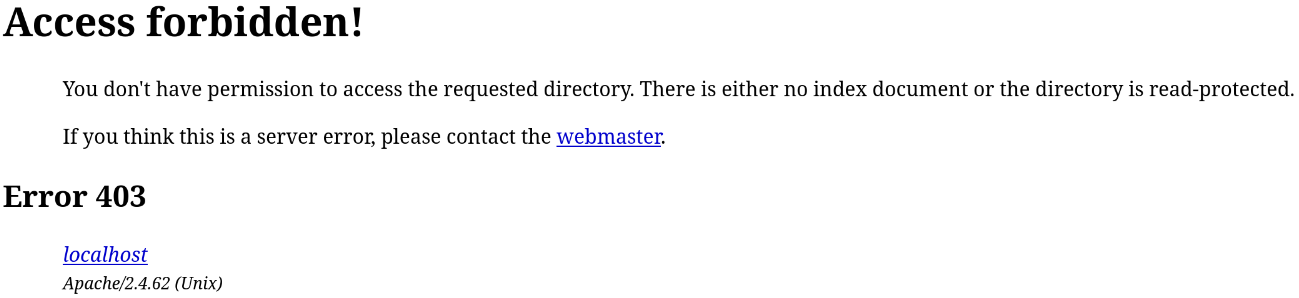 Access forbidden!
You don't have permission to access the requested directory. There is either no index document or the directory is read-protected.
If you think this is a server error, please contact the webmaster.
Error 403
localhost
Apache/2.4.62 (Unix)